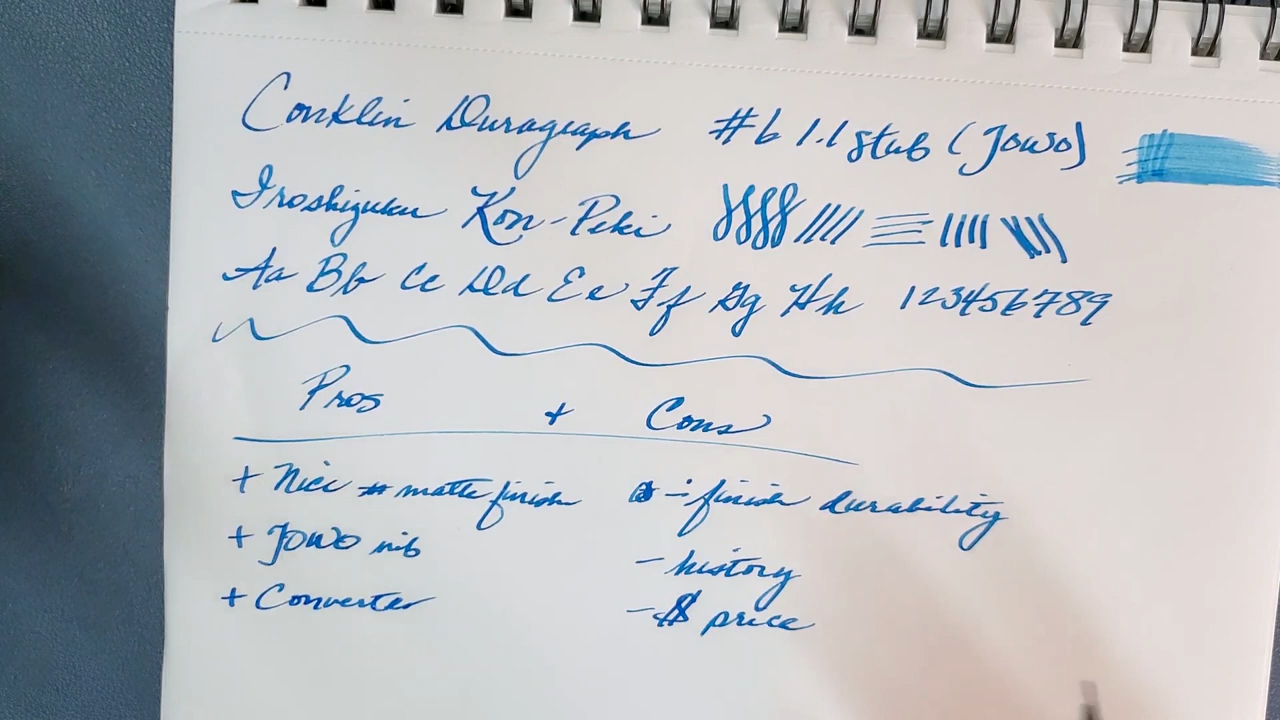 Conklin Duragraph #6 1.1 stub (Jowo)
Iroshizuku Kon-Peki
Aa Bb Cc Dd Ee Ff Gg Hh 123456789
Pros + Cons
+ Nice matte finish
+ Jowo nib
+ Converter
- finish durability
- history
- $ price